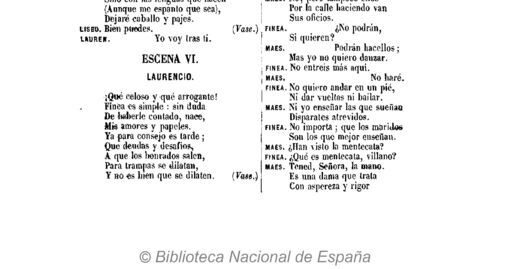 Sino con las lenguas que hacen
(Aunque me espanto que sea),
Dejaré caballo y pajes.
LISEO. Bien puedes. (Vase.)
LAUREN. Yo voy tras ti.
ESCENA VI.
LAURENCIO.
¡Qué celoso y qué arrogante!
Finea es simple: sin duda
De haberle contado, nace,
Mis amores y papeles.
Ya para consejo es tarde;
Que deudas y desafíos,
A que los honrados salen,
Para trampas se dilatan,
Y no es bien que se dilaten. (Vase.)
Por la calle haciendo van
Sus oficios.
FINEA. ¿No podrán,
Si quieren?
MAES. Podrán hacellos;
Mas yo no quiero danzar.
FINEA. No entreis más aquí.
MAES. No haré.
FINEA. No quiero andar en un pié,
Ni dar vueltas ni bailar.
MAES. Ni yo enseñar las que sueñan
Disparates atrevidos.
FINEA. No importa; que los maridos
Son los que mejor enseñan.
MAES. ¿Han visto la mentecata?
FINEA. ¿Qué es mentecata, villano?
MAES. Tened, Señora, la mano.
Es una dama que trata
Con aspereza y rigor
© Biblioteca Nacional de España